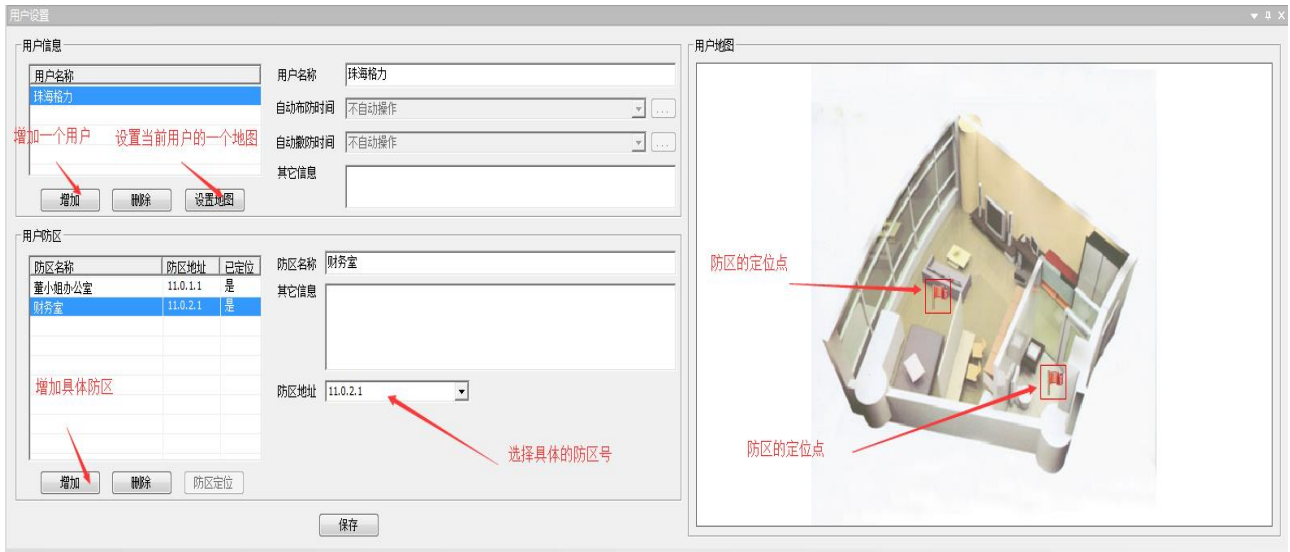 用户设置
用户信息
用户名称
珠海格力
增加一个用户
设置当前用户的一个地图
增加
删除
设置地图
用户名称 珠海格力
自动布防时间 不自动操作 ...
自动撤防时间 不自动操作 ...
其它信息
用户防区
防区名称 防区地址 已定位
董小姐办公室 11.0.1.1 是
财务室 11.0.2.1 是
增加具体防区
增加
删除
防区定位
防区名称 财务室
其它信息
防区地址 11.0.2.1
选择具体的防区号
保存
用户地图
防区的定位点
防区的定位点